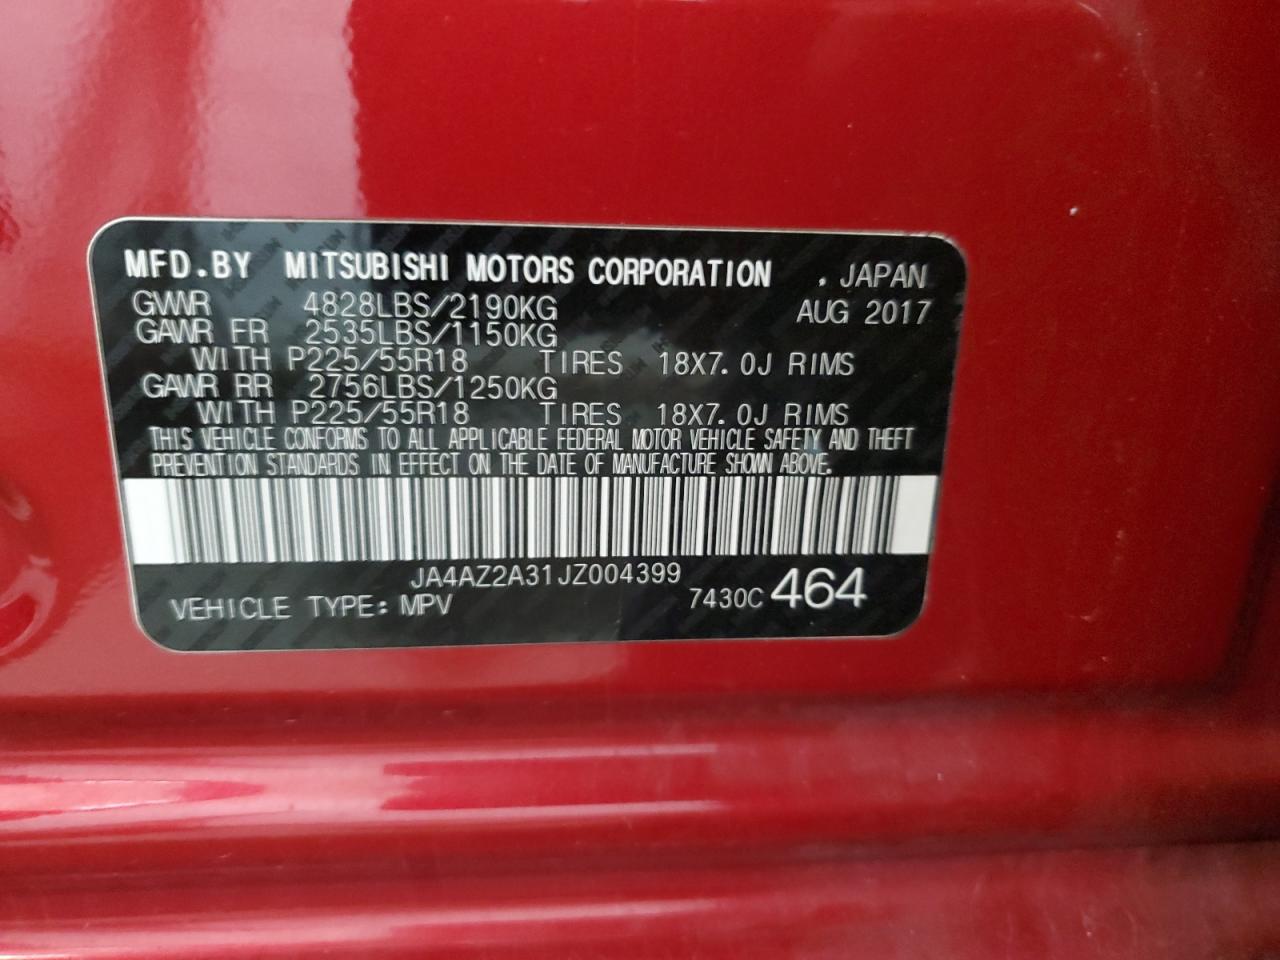 MFD.BY MITSUBISHI MOTORS CORPORATION . JAPAN
GVWR 4828LBS/2190KG AUG 2017
GAWR FR 2535LBS/1150KG
WITH P225/55R18 TIRES 18X7.0J RIMS
GAWR RR 2756LBS/1250KG
WITH P225/55R18 TIRES 18X7.0J RIMS
THIS VEHICLE CONFORMS TO ALL APPLICABLE FEDERAL MOTOR VEHICLE SAFETY AND THEFT
PREVENTION STANDARDS IN EFFECT ON THE DATE OF MANUFACTURE SHOWN ABOVE.
JA4AZ2A31JZ004399
VEHICLE TYPE: MPV 7430C 464